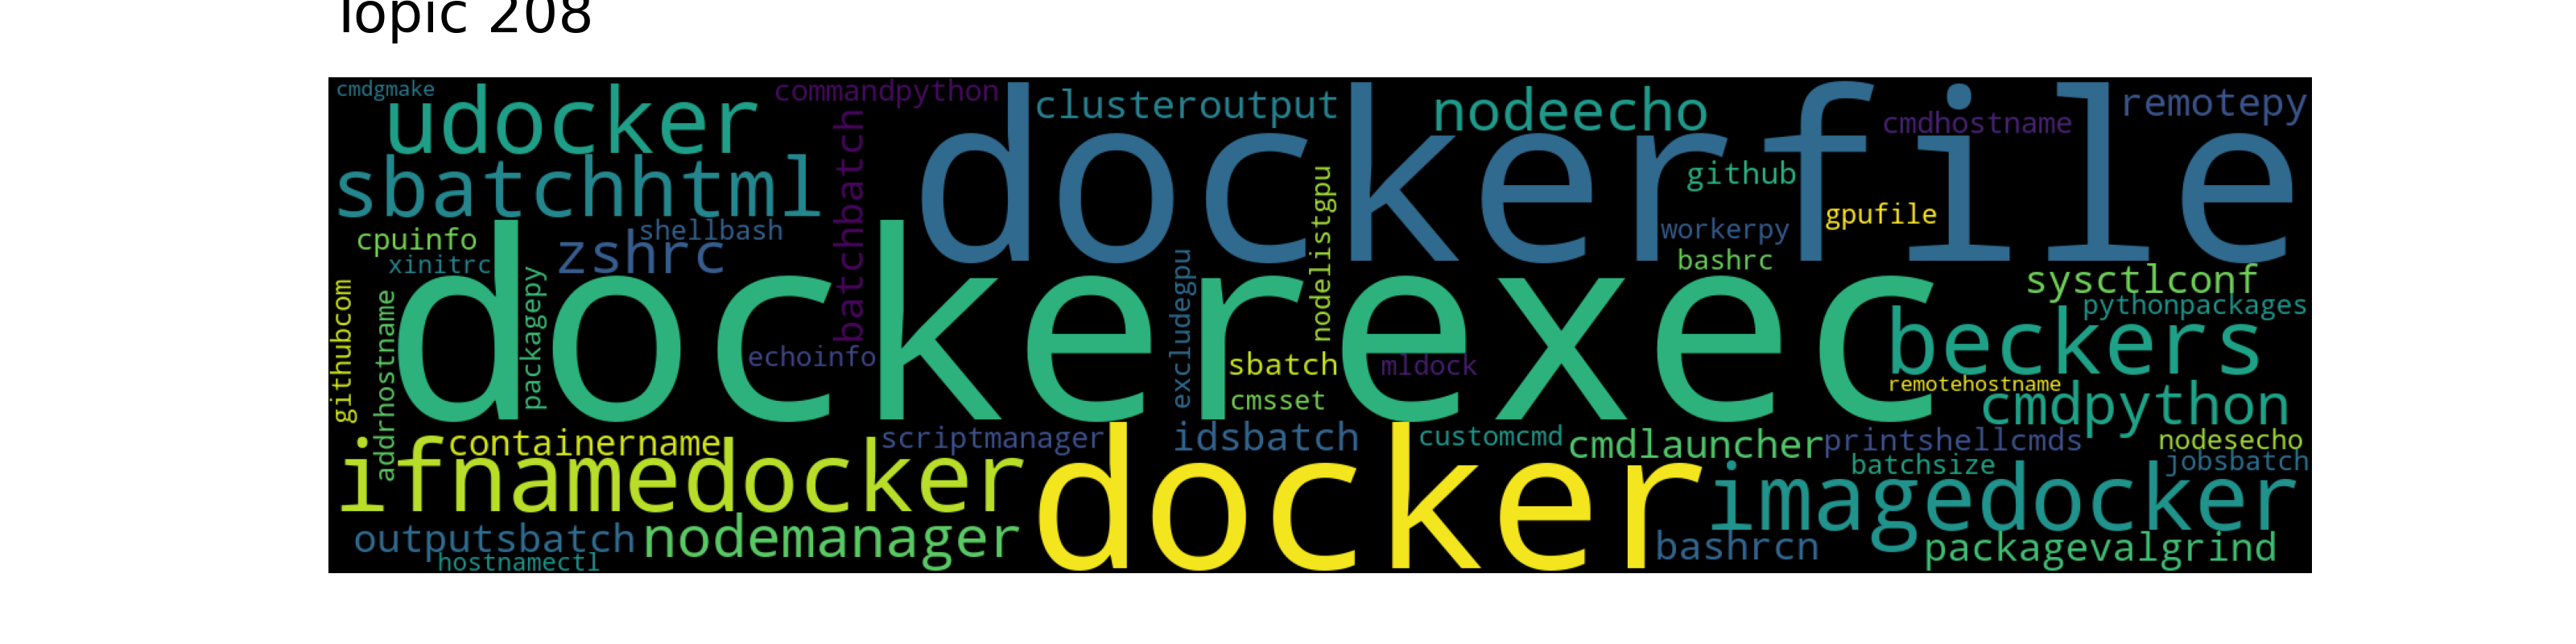 Topic 208
cmdgmake
udocker
commandpython
clusteroutput
nodeecho
cmdhostname
remotepy
dockerfile
sbatchhtml
batchbatch
github
gpufile
workerpy
bashrc
nodelistgpu
shellbash
zshrc
cpuinfo
xinitrc
dockerexec
sysctlconf
pythonpackages
beckers
githubcom
addrhostname
packagepy
echoinfo
excludegpu
sbatch
mldock
cmsset
remotehostname
cmdpython
containername
scriptmanager
idsbatch
customcmd
cmdlauncher
printshellcmds
nodesecho
batchsize
jobsbatch
ifnamedocker
docker
imagedocker
outputsbatch
nodemanager
hostnamectl
bashrcn
packagevalgrind